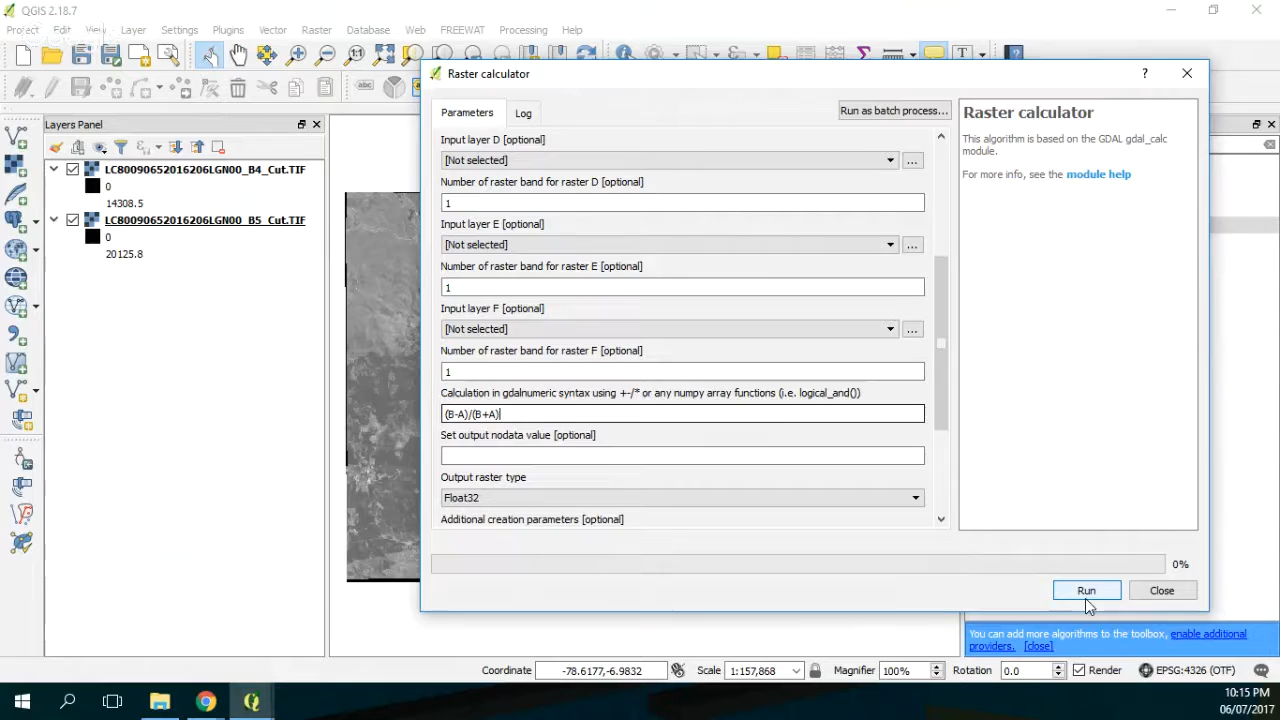 QGIS 2.18.7
Project Edit View Layer Settings Plugins Vector Raster Database Web FREEWAT Processing Help
Raster calculator
Parameters
Log
Run as batch process...
Layers Panel
LC80090652016206LGN00_B4_Cut.TIF
0
14308.5
LC80090652016206LGN00_B5_Cut.TIF
0
20125.8
Input layer D [optional]
[Not selected]
...
Number of raster band for raster D [optional]
1
Input layer E [optional]
[Not selected]
...
Number of raster band for raster E [optional]
1
Input layer F [optional]
[Not selected]
...
Number of raster band for raster F [optional]
1
Calculation in gdalnumeric syntax using +-/* or any numpy array functions (i.e. logical_and())
(B-A)/(B+A)
Set output nodata value [optional]
Output raster type
Float32
Additional creation parameters [optional]
Raster calculator
This algorithm is based on the GDAL gdal_calc
module.
For more info, see the module help
0%
Run
Close
You can add more algorithms to the toolbox, enable additional
providers. [close]
Coordinate -78.6177,-6.9832 Scale 1:157,868 Magnifier 100% Rotation 0.0 Render EPSG:4326 (OTF)
10:15 PM
06/07/2017